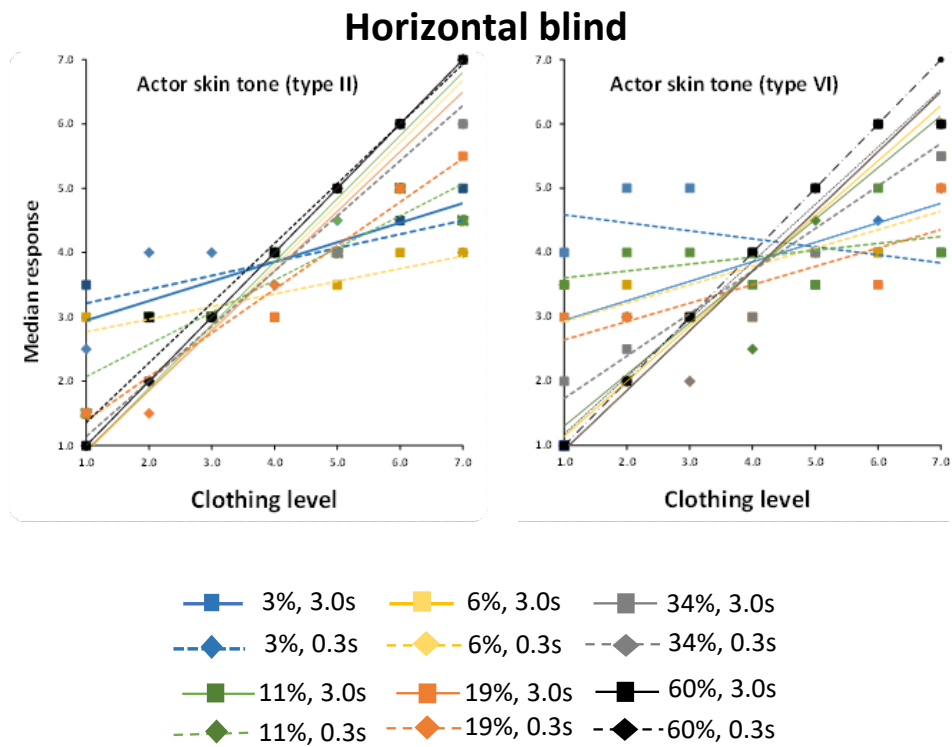 Horizontal blind
Actor skin tone (type II)
Actor skin tone (type VI)
Median response
7.0
6.0
5.0
4.0
3.0
2.0
1.0
1.0 2.0 3.0 4.0 5.0 6.0 7.0
Clothing level
7.0
6.0
5.0
4.0
3.0
2.0
1.0
1.0 2.0 3.0 4.0 5.0 6.0 7.0
Clothing level
3%, 3.0s 6%, 3.0s 34%, 3.0s
3%, 0.3s 6%, 0.3s 34%, 0.3s
11%, 3.0s 19%, 3.0s 60%, 3.0s
11%, 0.3s 19%, 0.3s 60%, 0.3s